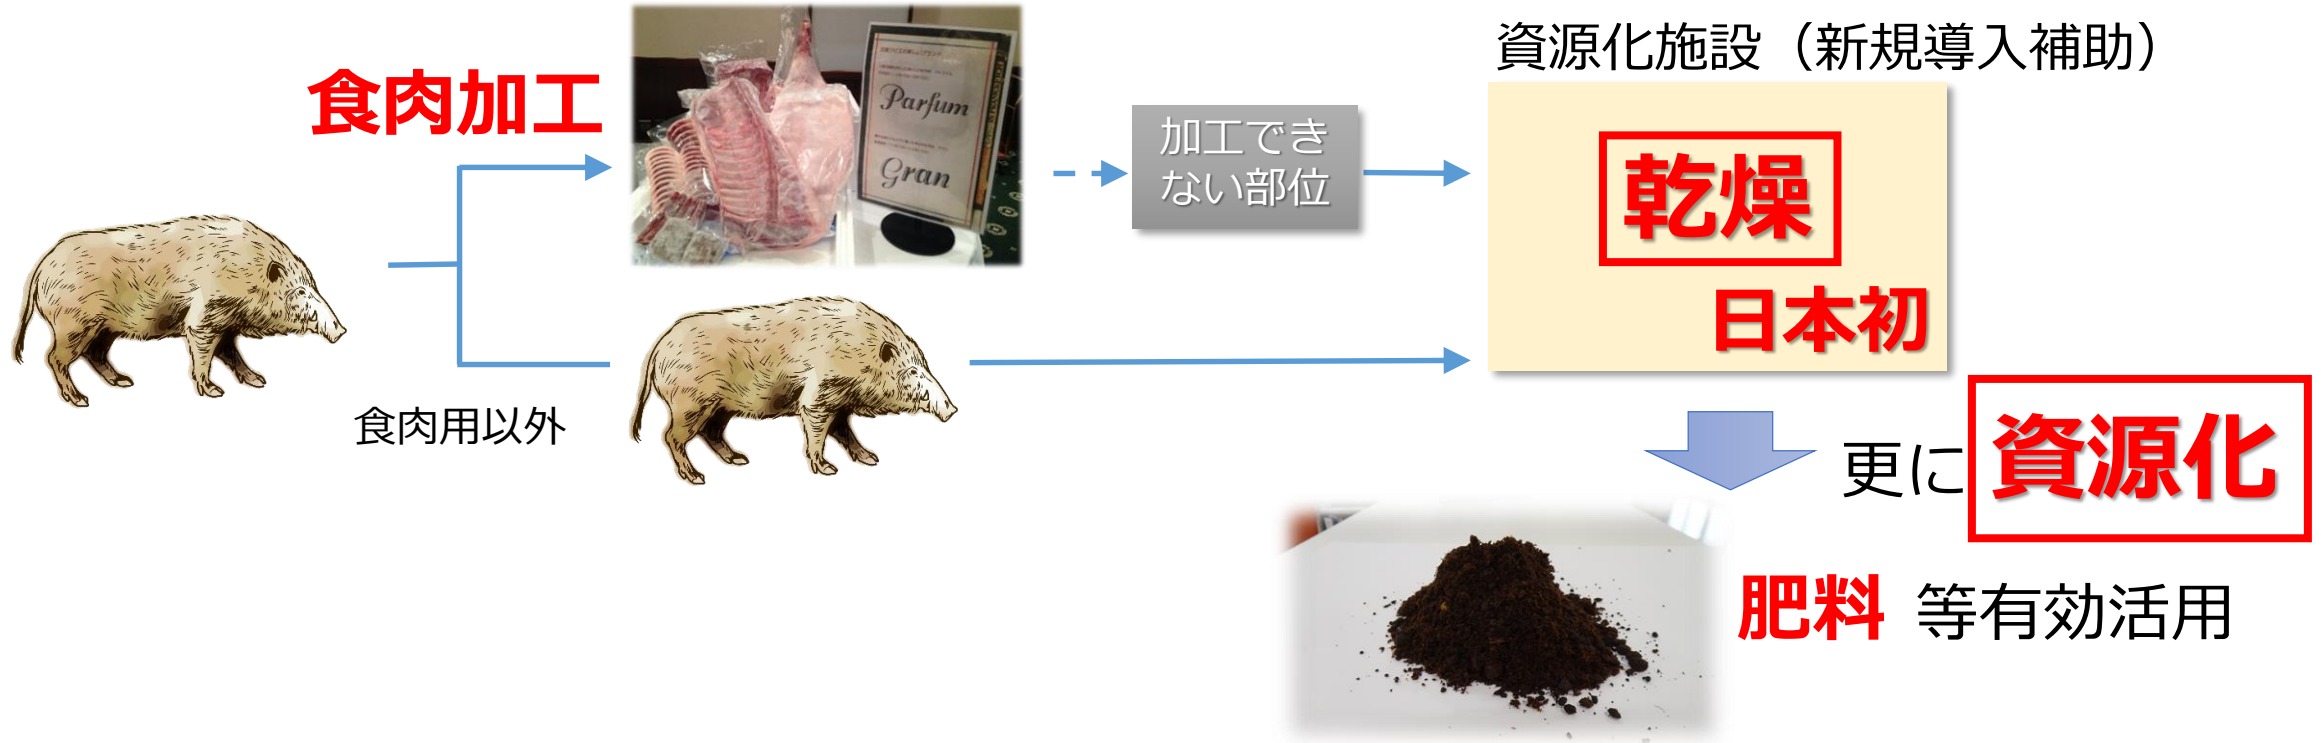 資源化施設（新規導入補助）
食肉加工
Parfum
Gran
加工でき
ない部位
乾燥
日本初
食肉用以外
更に 資源化
肥料 等有効活用